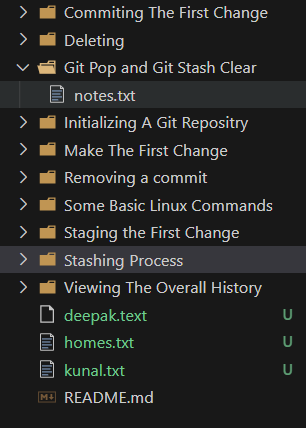 Commiting The First Change
Deleting
Git Pop and Git Stash Clear
notes.txt
Initializing A Git Repositry
Make The First Change
Removing a commit
Some Basic Linux Commands
Staging the First Change
Stashing Process
Viewing The Overall History
deepak.text U
homes.txt U
kunal.txt U
README.md